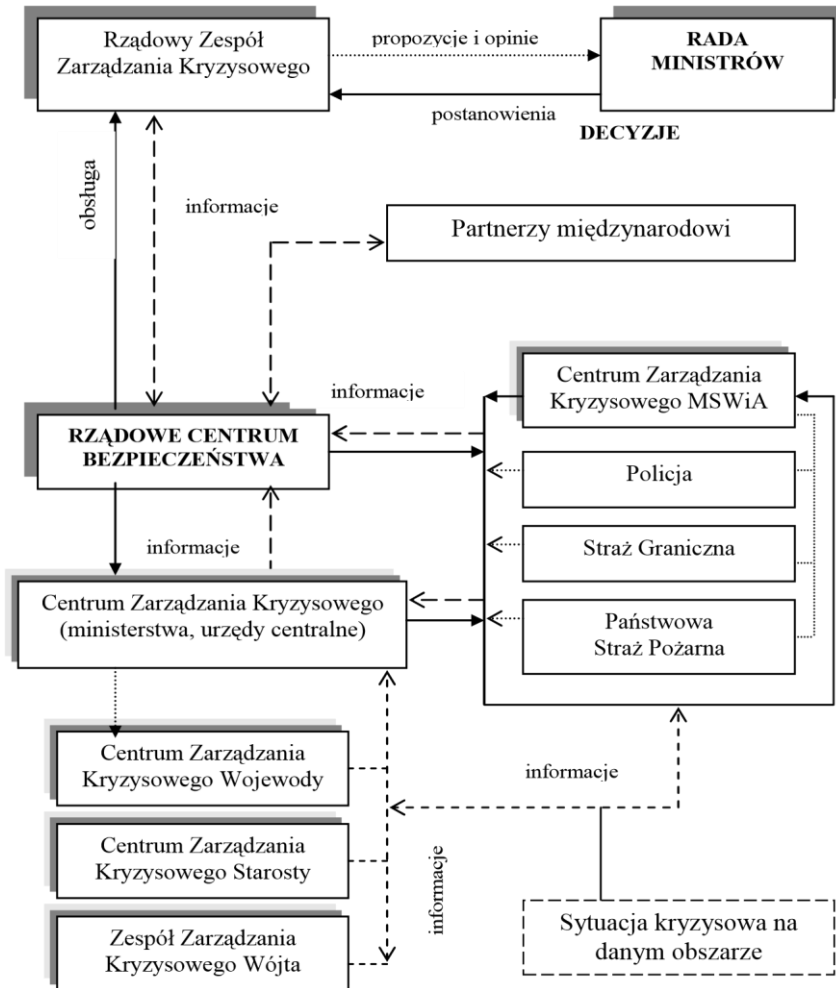 Rządowy Zespół
Zarządzania Kryzysowego
propozycje i opinie
RADA
MINISTRÓW
postanowienia
DECYZJE
obsługa
informacje
Partnerzy międzynarodowi
informacje
Centrum Zarządzania
Kryzysowego MSWiA
RZĄDOWE CENTRUM
BEZPIECZEŃSTWA
Policja
informacje
Straż Graniczna
Centrum Zarządzania Kryzysowego
(ministerstwa, urzędy centralne)
Państwowa
Straż Pożarna
Centrum Zarządzania
Kryzysowego Wojewody
informacje
Centrum Zarządzania
Kryzysowego Starosty
informacje
Zespół Zarządzania
Kryzysowego Wójta
Sytuacja kryzysowa na
danym obszarze